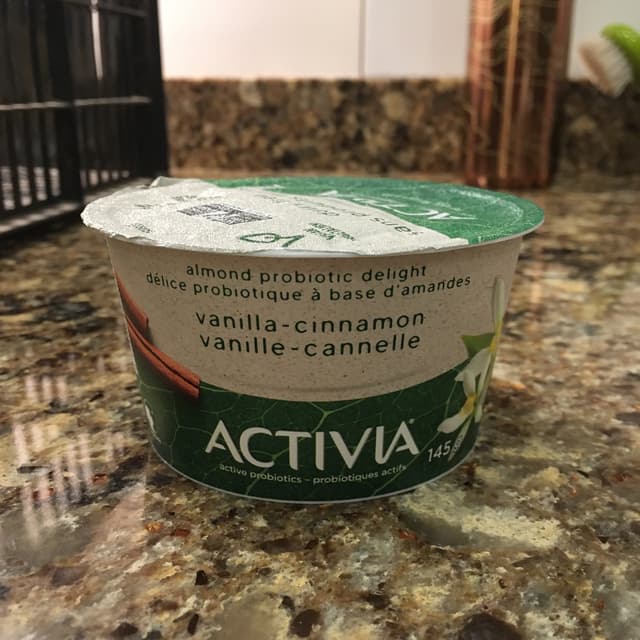 almond probiotic delight
délice probiotique à base d'amandes
vanilla-cinnamon
vanille-cannelle
ACTIVIA
active probiotics – probiotiques actifs
145